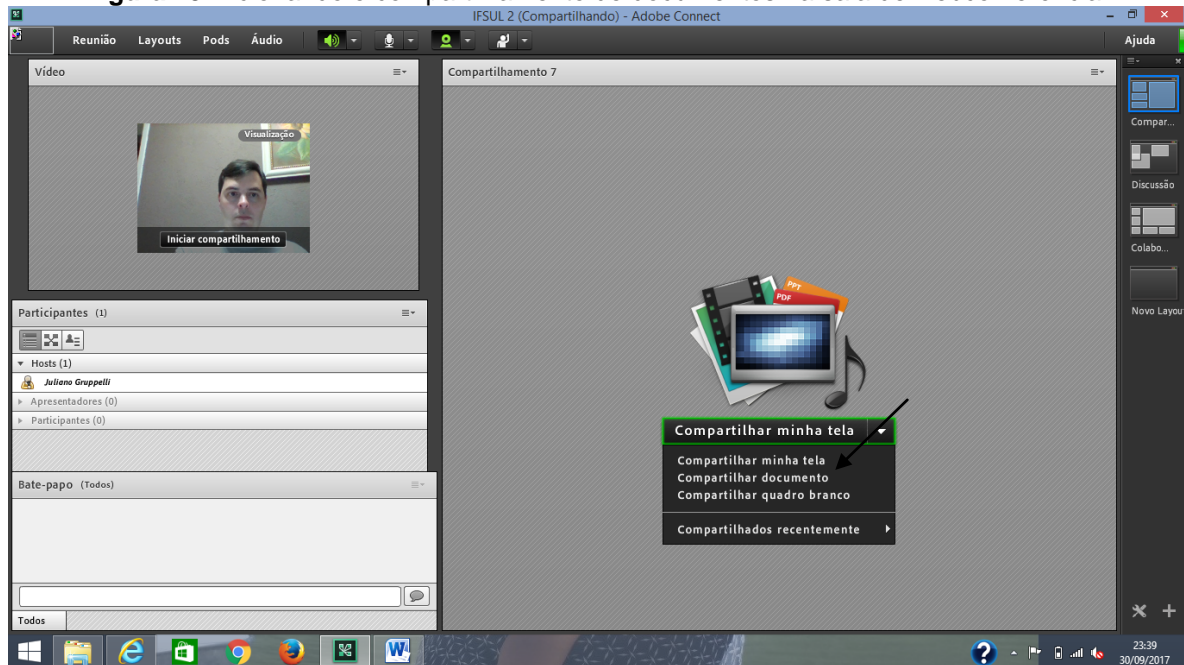 IFSUL 2 (Compartilhando) - Adobe Connect
Reunião Layouts Pods Áudio Ajuda
Vídeo
Visualização
Iniciar compartilhamento
Participantes (1)
Hosts (1)
Juliano Gruppelli
Apresentadores (0)
Participantes (0)
Bate-papo (Todos)
Todos
Compartilhamento 7
PPT
PDF
Compartilhar minha tela
Compartilhar minha tela
Compartilhar documento
Compartilhar quadro branco
Compartilhados recentemente
Compar...
Discussão
Colabo...
Novo Layou
23:39
30/09/2017